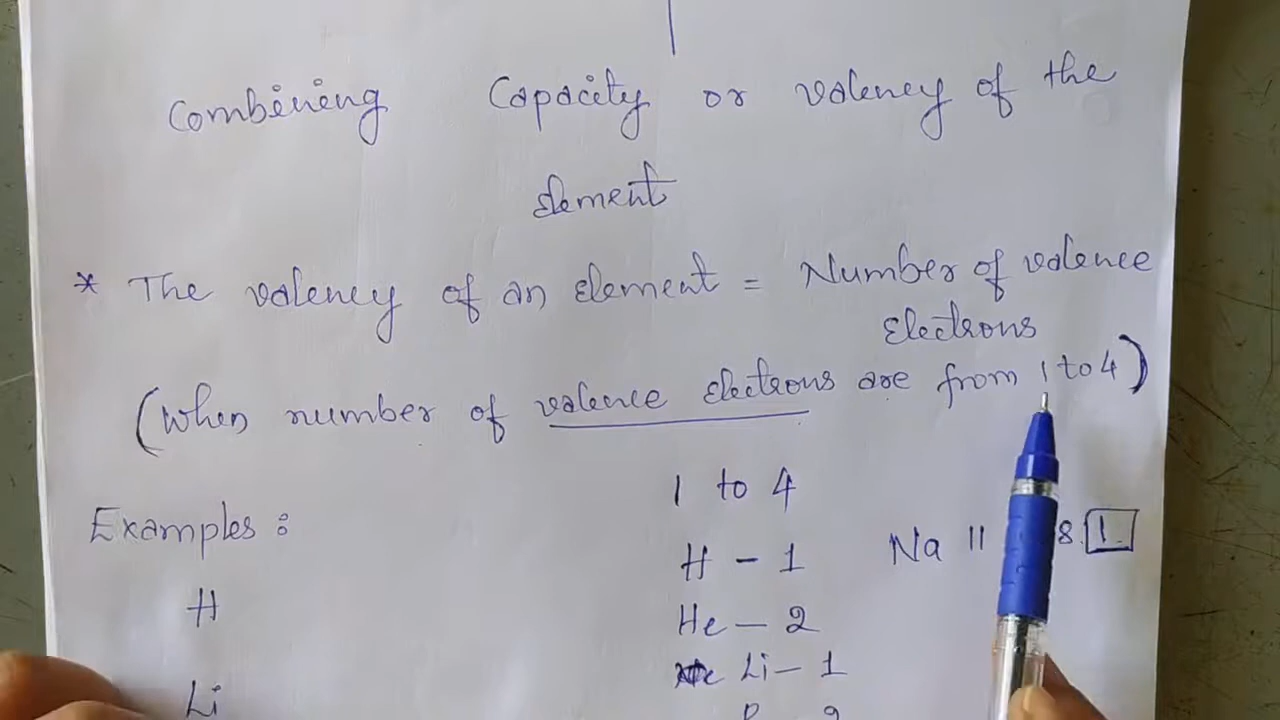 Combining Capacity or valency of the
element
* The valency of an element = Number of valence
electrons
(When number of valence electrons are from 1 to 4)
1 to 4
Examples :
H - 1
Na 11 8. 1
H
He - 2
Li - 1
Li